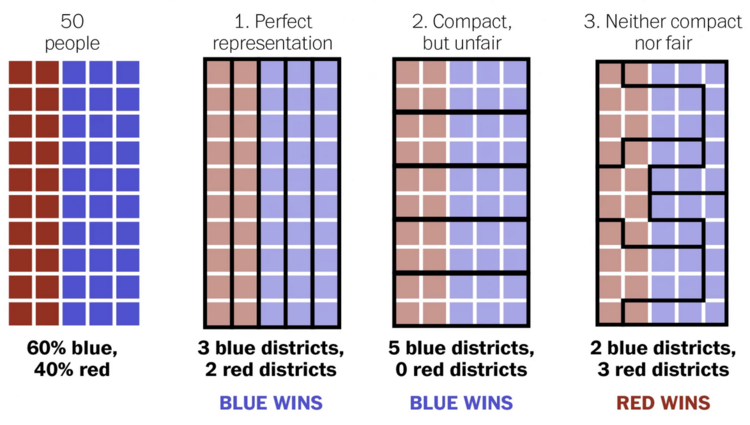 50
people
1. Perfect
representation
2. Compact,
but unfair
3. Neither compact
nor fair
60% blue,
40% red
3 blue districts,
2 red districts
5 blue districts,
0 red districts
2 blue districts,
3 red districts
BLUE WINS
BLUE WINS
RED WINS